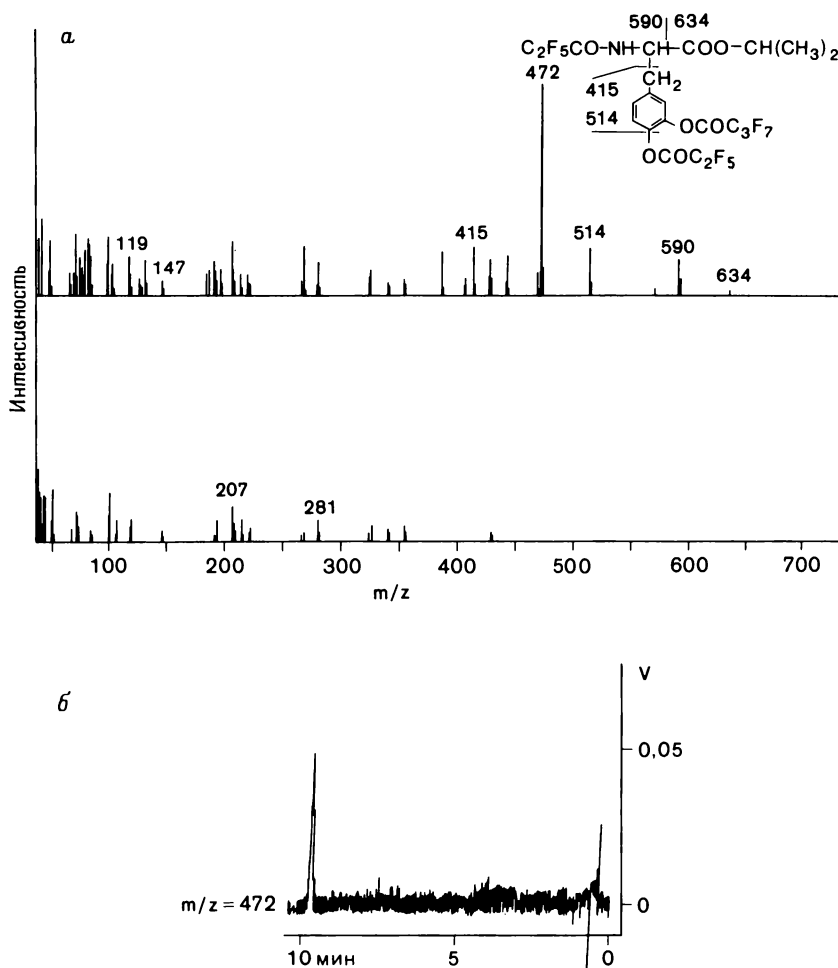 а
590 634
C₂F₅CO–NH–CH–COO–CH(CH₃)₂
472
CH₂
415
514
OCOC₃F₇
OCOC₂F₅
119
147
415
514
590
634
Интенсивность
207
281
100 200 300 400 500 600 700
m/z
б
V
0,05
m/z = 472
0
10 мин 5 0